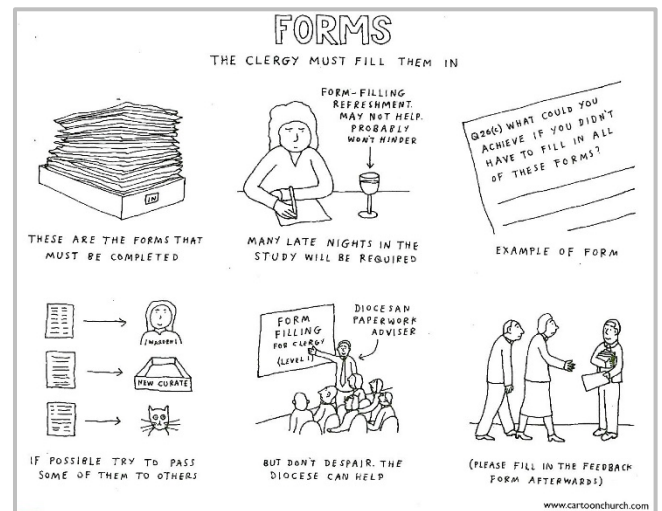 FORMS
THE CLERGY MUST FILL THEM IN
IN
THESE ARE THE FORMS THAT
MUST BE COMPLETED
FORM-FILLING
REFRESHMENT.
MAY NOT HELP.
PROBABLY
WON'T HINDER
MANY LATE NIGHTS IN THE
STUDY WILL BE REQUIRED
Q26(c) WHAT COULD YOU
ACHIEVE IF YOU DIDN'T
HAVE TO FILL IN ALL
OF THESE FORMS?
EXAMPLE OF FORM
WARDEN
NEW CURATE
IF POSSIBLE TRY TO PASS
SOME OF THEM TO OTHERS
FORM
FILLING
FOR CLERGY
(LEVEL 1)
DIOCESAN
PAPERWORK
ADVISER
BUT DON'T DESPAIR. THE
DIOCESE CAN HELP
(PLEASE FILL IN THE FEEDBACK
FORM AFTERWARDS)
www.cartoonchurch.com